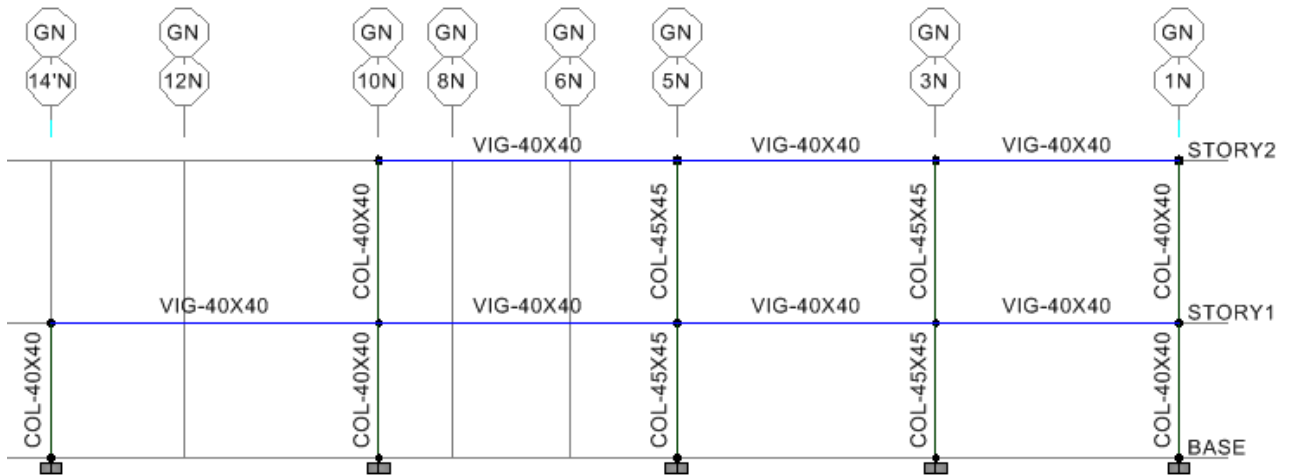 GN GN GN GN GN GN GN GN
14'N 12N 10N 8N 6N 5N 3N 1N
VIG-40X40 VIG-40X40 VIG-40X40
STORY2
COL-40X40 COL-45X45 COL-45X45 COL-40X40
VIG-40X40 VIG-40X40 VIG-40X40 VIG-40X40
STORY1
COL-40X40 COL-40X40 COL-45X45 COL-45X45 COL-40X40
BASE